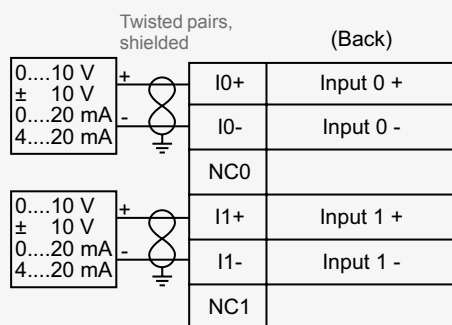 Twisted pairs,
shielded
(Back)
0....10 V
± 10 V
0....20 mA
4....20 mA
+
-
I0+ Input 0 +
I0- Input 0 -
NC0
0....10 V
± 10 V
0....20 mA
4....20 mA
+
-
I1+ Input 1 +
I1- Input 1 -
NC1